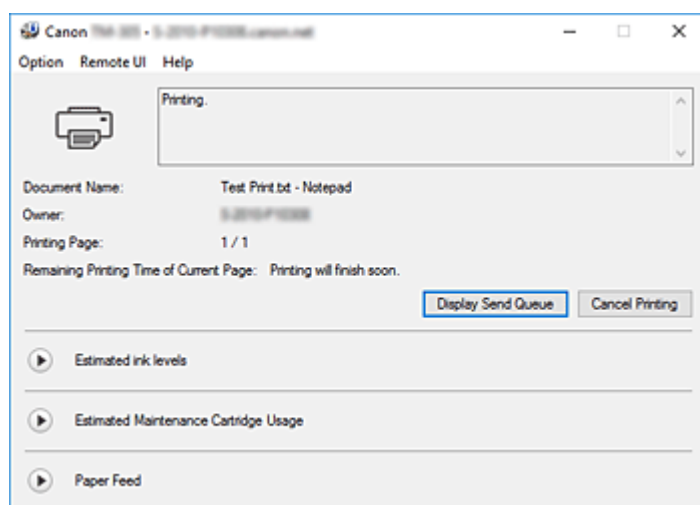 Canon
Option Remote UI Help
Printing.
Document Name: Test Print.txt - Notepad
Owner:
Printing Page: 1 / 1
Remaining Printing Time of Current Page: Printing will finish soon.
Display Send Queue Cancel Printing
Estimated ink levels
Estimated Maintenance Cartridge Usage
Paper Feed